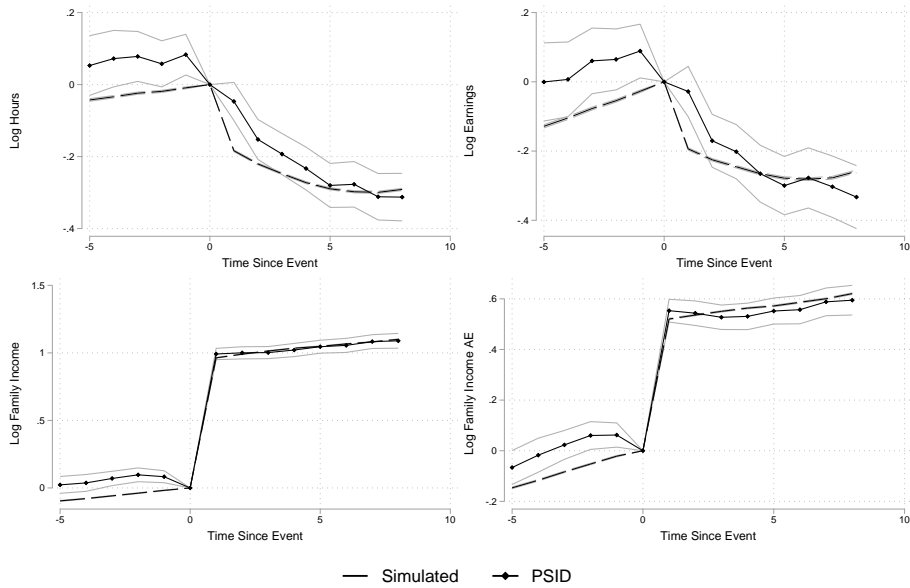 .2
0
-.2
-.4
Log Hours
-5 0 5 10
Time Since Event
.2
0
-.2
-.4
Log Earnings
-5 0 5 10
Time Since Event
1.5
1
.5
0
Log Family Income
-5 0 5 10
Time Since Event
.6
.4
.2
0
-.2
Log Family Income AE
-5 0 5 10
Time Since Event
Simulated PSID